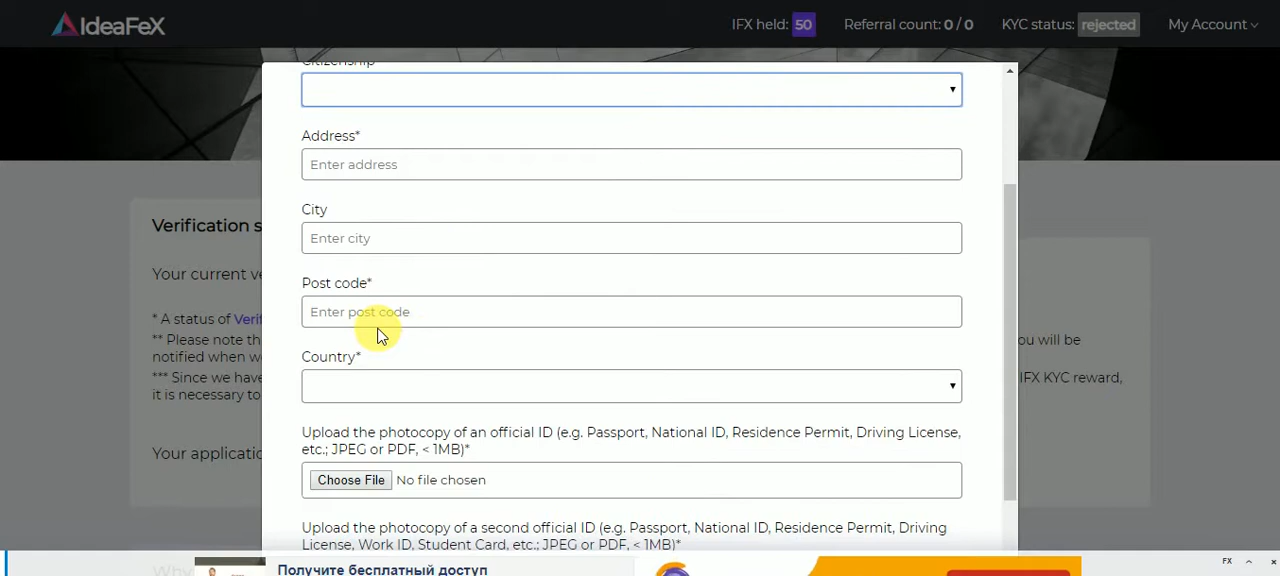 IdeaFeX
IFX held: 50
Referral count: 0 / 0
KYC status: rejected
My Account
Citizenship
Address*
Enter address
City
Enter city
Post code*
Enter post code
Country*
Upload the photocopy of an official ID (e.g. Passport, National ID, Residence Permit, Driving License,
etc.; JPEG or PDF, < 1MB)*
Choose File No file chosen
Upload the photocopy of a second official ID (e.g. Passport, National ID, Residence Permit, Driving
License, Work ID, Student Card, etc.; JPEG or PDF, < 1MB)*
Verification s
Your current ve
* A status of Verif
** Please note th
ou will be
notified when w
*** Since we have
IFX KYC reward,
it is necessary to
Your applicatio
Why
Получите бесплатный доступ
FX